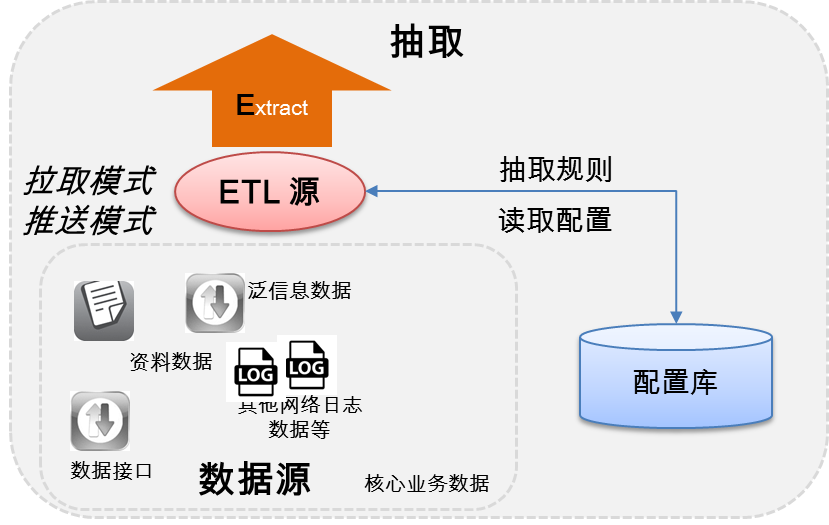 抽取
Extract
拉取模式
推送模式
ETL 源
抽取规则
读取配置
泛信息数据
资料数据
LOG
LOG
其他网络日志
数据等
配置库
数据接口
数据源
核心业务数据